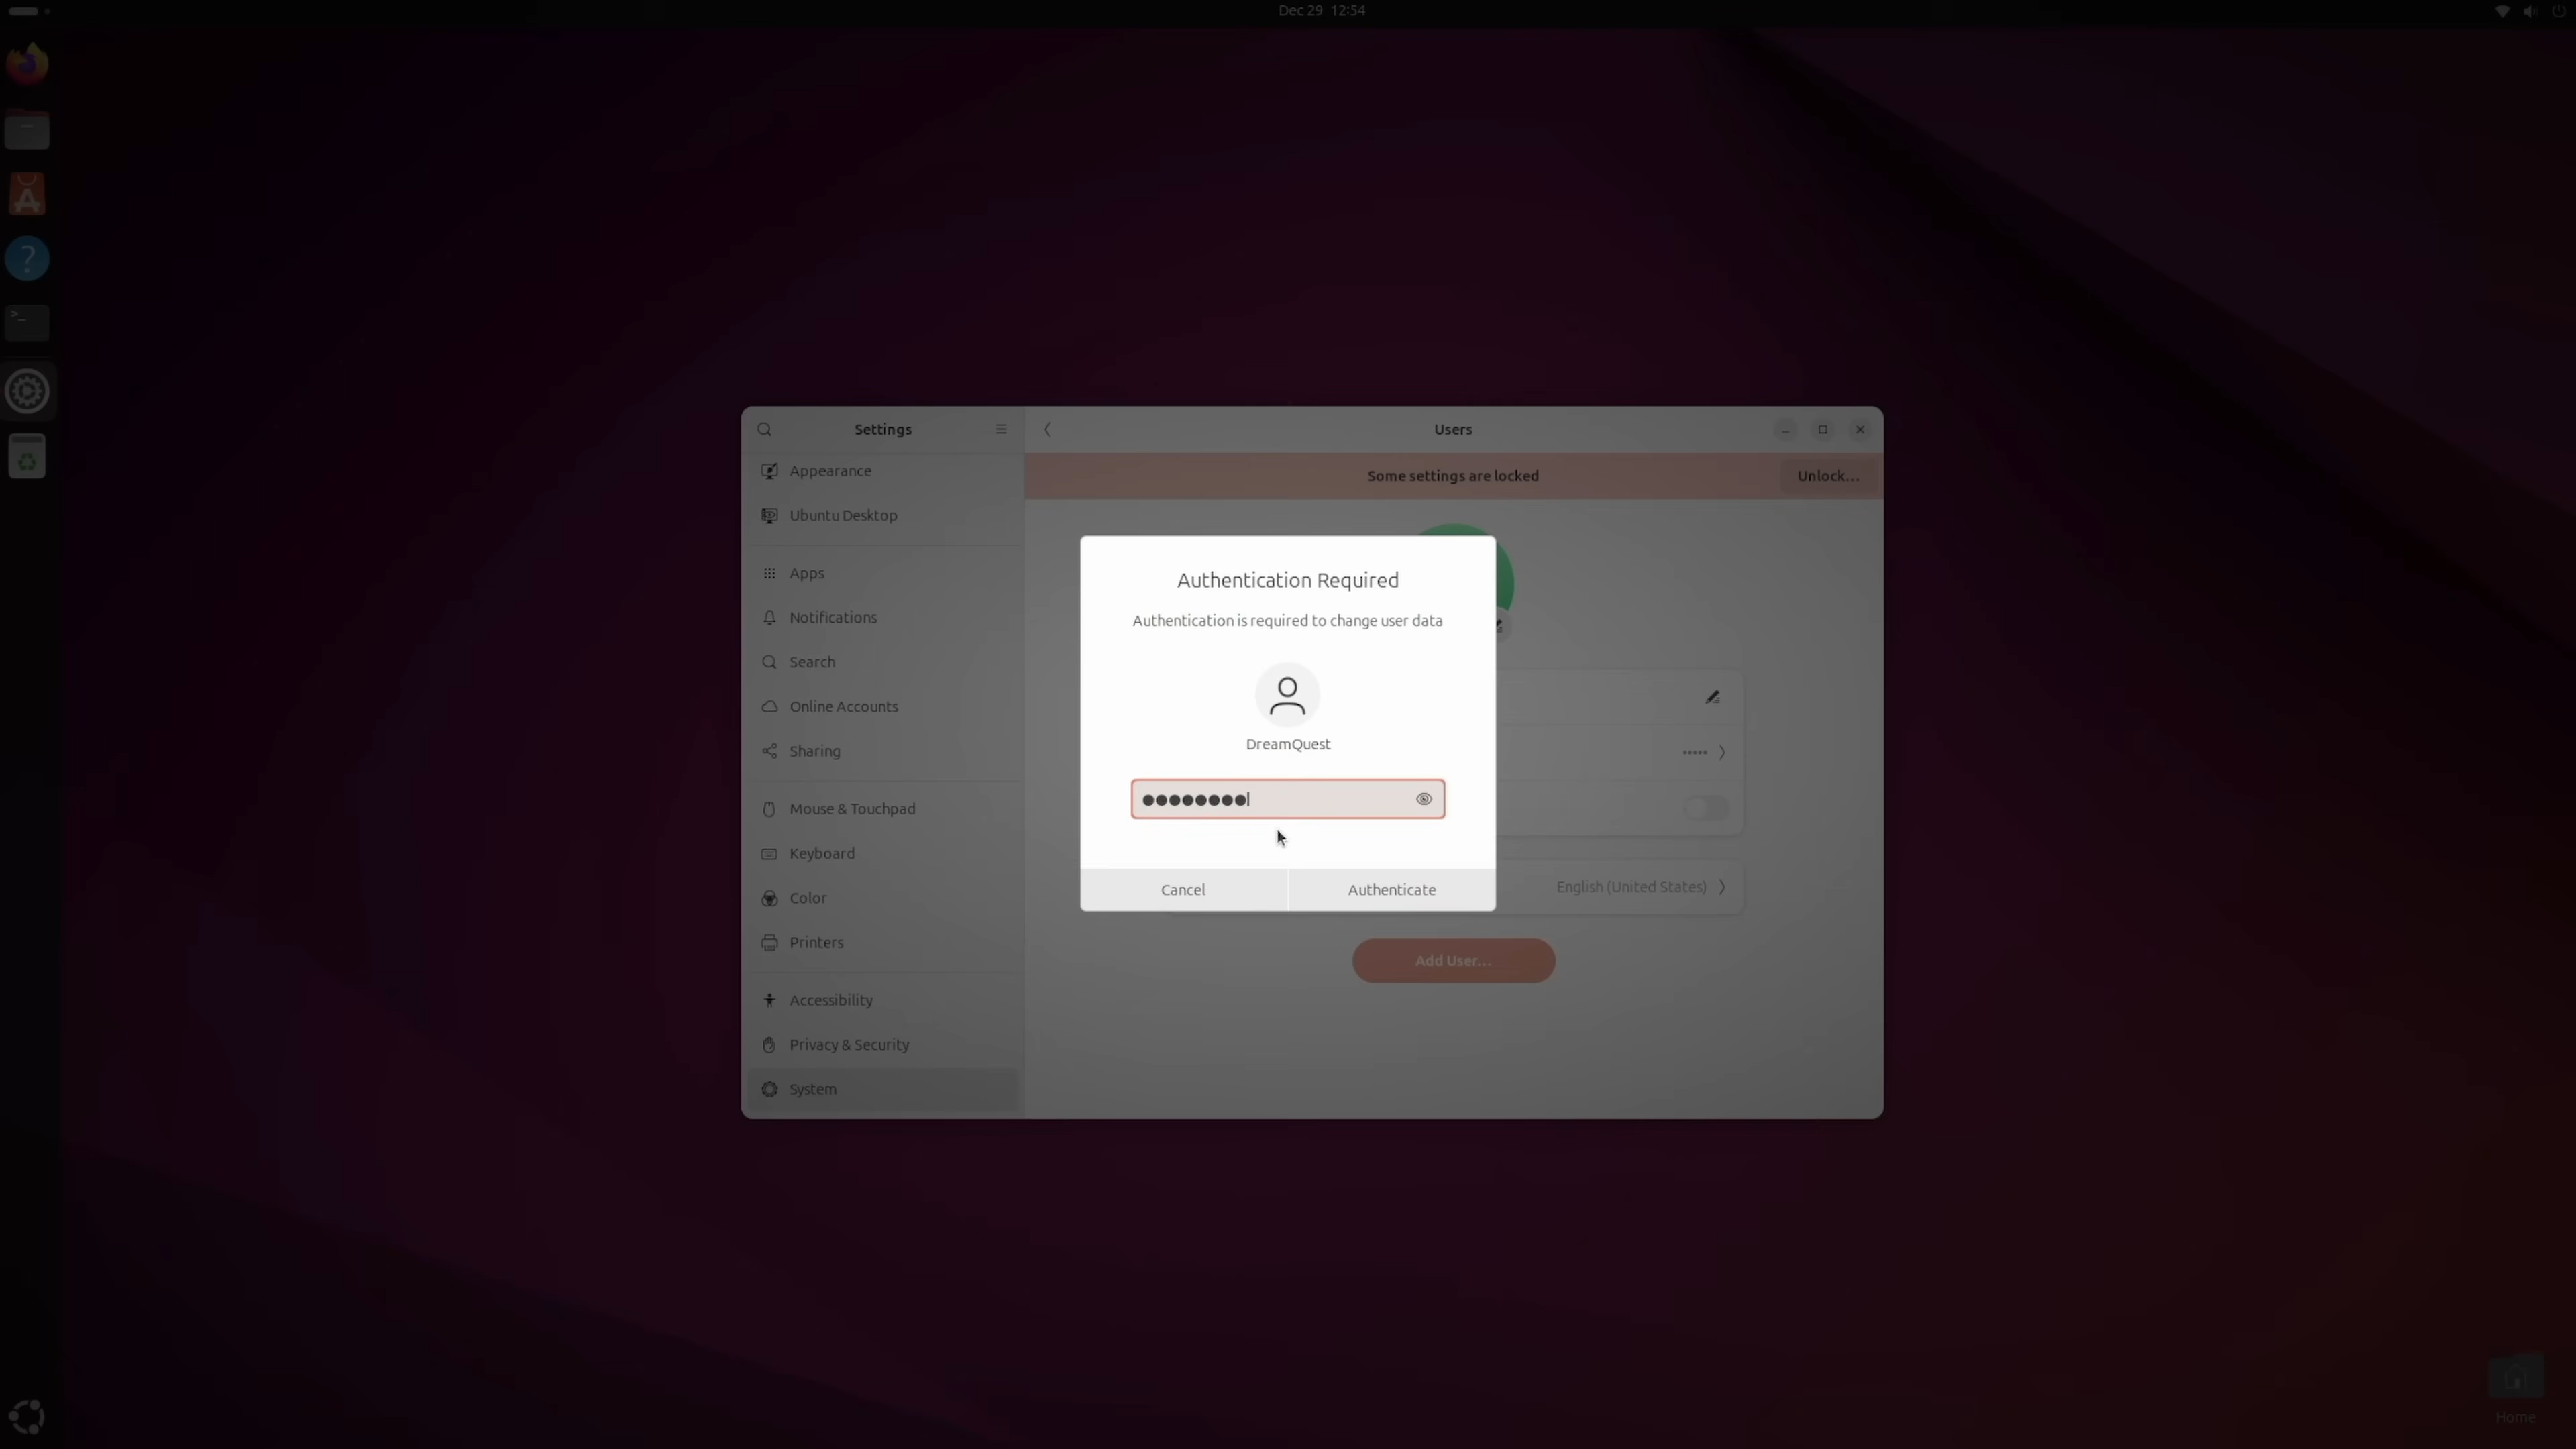 Dec 29 12:54
Settings
Users
Appearance
Some settings are locked
Unlock...
Ubuntu Desktop
Apps
Notifications
Search
Online Accounts
Sharing
Mouse & Touchpad
Keyboard
Color
Printers
Accessibility
Privacy & Security
System
Authentication Required
Authentication is required to change user data
DreamQuest
●●●●●●●●
Cancel
Authenticate
•••••
English (United States)
Add User...
Home